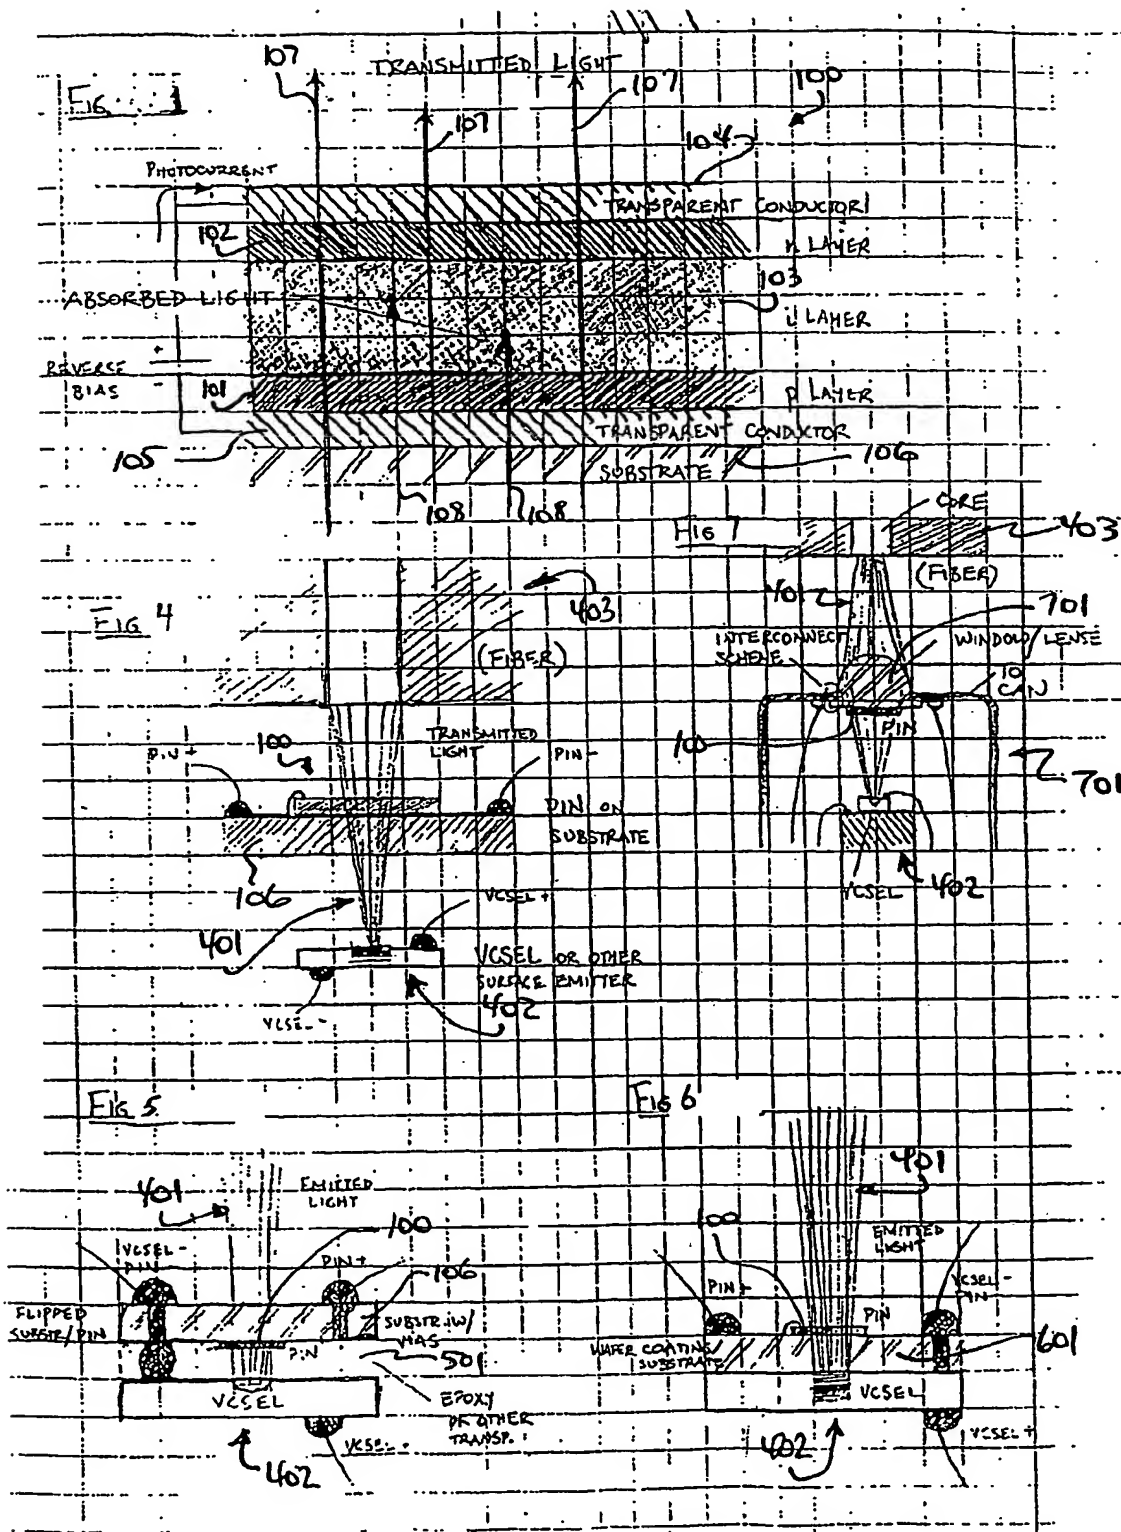 107
TRANSMITTED LIGHT
107
100
FIG. 1
107
104
PHOTOCURRENT
TRANSPARENT CONDUCTOR
102
n LAYER
103
ABSORBED LIGHT
i LAYER
+
REVERSE
BIAS
-
101
p LAYER
TRANSPARENT CONDUCTOR
105
106
SUBSTRATE
108
108
FIG 4
403
(FIBER)
TRANSMITTED
LIGHT
PIN+
100
PIN-
PIN ON
SUBSTRATE
106
VCSEL+
401
VCSEL OR OTHER
SURFACE EMITTER
402
VCSEL-
FIG 7
CORE
403
(FIBER)
401
701
INTERCONNECT
SCHEME
WINDOW/LENSE
CAN
PIN
100
701
VCSEL
402
FIG 5
401
EMITTED
LIGHT
100
VCSEL-
PIN-
PIN+
106
FLIPPED
SUBSTR/PIN
SUBSTR. W/
VIAS
PIN
501
VCSEL
EPOXY
OR OTHER
TRANSP.
VCSEL+
402
FIG 6
401
100
EMITTED
LIGHT
PIN+
VCSEL-
PIN-
PIN
WAFER COATING/
SUBSTRATE
601
VCSEL
402
VCSEL+